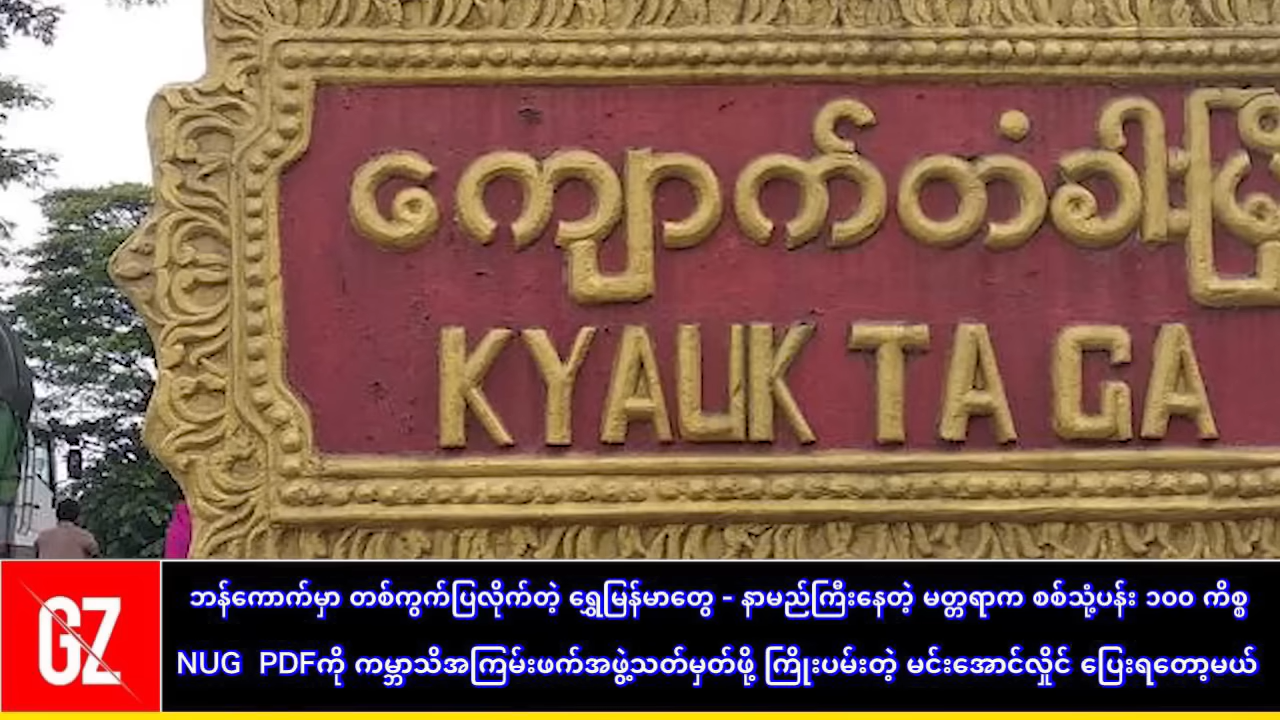 ကျောက်တံခါးမြို
KYAUK TA GA
GZ
ဘန်ကောက်မှာ တစ်ကွက်ပြလိုက်တဲ့ ရွှေမြန်မာတွေ - နာမည်ကြီးနေတဲ့ မတ္တရာက စစ်သုံ့ပန်း ၁၀၀ ကိစ္စ
NUG PDFကို ကမ္ဘာသိအကြမ်းဖက်အဖွဲ့သတ်မှတ်ဖို့ ကြိုးပမ်းတဲ့ မင်းအောင်လှိုင် ပြေးရတော့မယ်